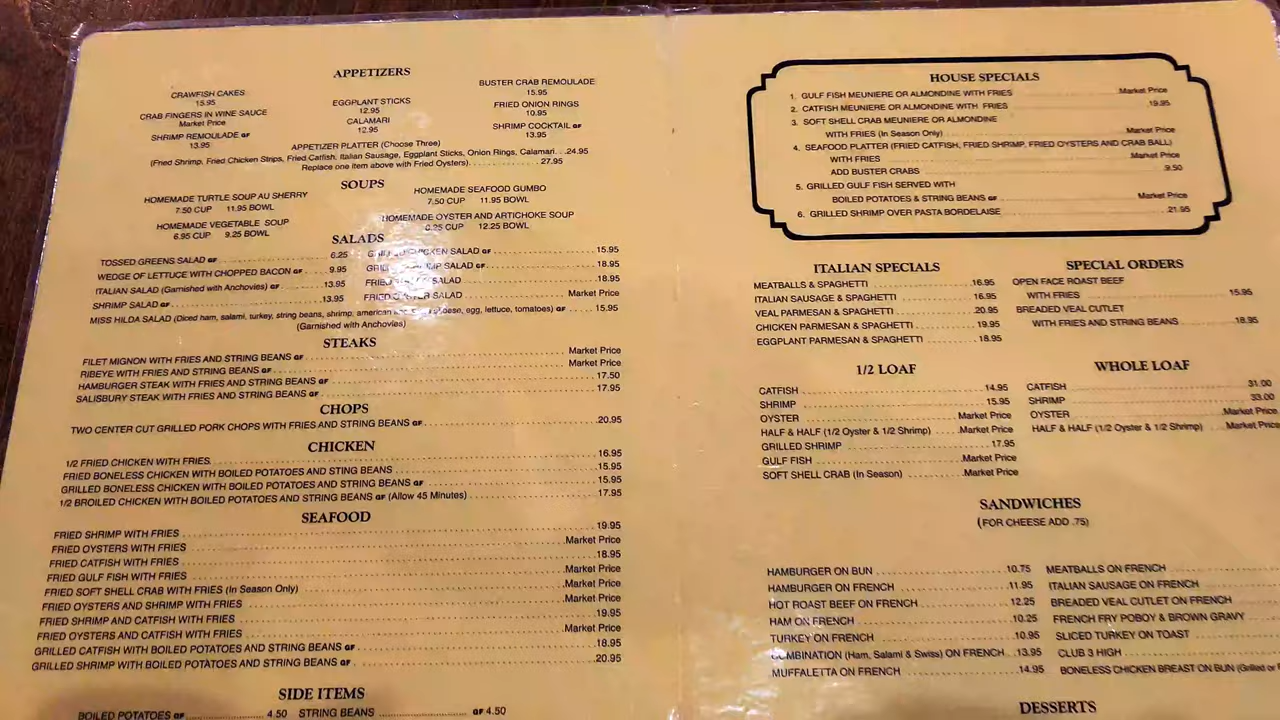 APPETIZERS
CRAWFISH CAKES
15.95
CRAB FINGERS IN WINE SAUCE
Market Price
SHRIMP REMOULADE GF
13.95
EGGPLANT STICKS
12.95
CALAMARI
12.95
BUSTER CRAB REMOULADE
15.95
FRIED ONION RINGS
10.95
SHRIMP COCKTAIL GF
13.95
APPETIZER PLATTER (Choose Three)
(Fried Shrimp, Fried Chicken Strips, Fried Catfish, Italian Sausage, Eggplant Sticks, Onion Rings, Calamari. . .24.95
Replace one item above with Fried Oysters). . . . . . . . . . . . . 27.95
SOUPS
HOMEMADE TURTLE SOUP AU SHERRY
7.50 CUP 11.95 BOWL
HOMEMADE VEGETABLE SOUP
6.95 CUP 9.25 BOWL
HOMEMADE SEAFOOD GUMBO
7.50 CUP 11.95 BOWL
HOMEMADE OYSTER AND ARTICHOKE SOUP
.25 CUP 12.25 BOWL
SALADS
TOSSED GREENS SALAD GF 6.25
WEDGE OF LETTUCE WITH CHOPPED BACON GF 9.95
ITALIAN SALAD (Garnished with Anchovies) GF 13.95
SHRIMP SALAD GF 13.95
CHICKEN SALAD GF 15.95
SALAD GF 18.95
FRIED SALAD 18.95
FRIED SALAD Market Price
MISS HILDA SALAD (Diced ham, salami, turkey, string beans, shrimp, american cheese, egg, lettuce, tomatoes) GF 15.95
(Garnished with Anchovies)
STEAKS
FILET MIGNON WITH FRIES AND STRING BEANS GF Market Price
RIBEYE WITH FRIES AND STRING BEANS GF Market Price
HAMBURGER STEAK WITH FRIES AND STRING BEANS GF 17.50
SALISBURY STEAK WITH FRIES AND STRING BEANS GF 17.95
CHOPS
TWO CENTER CUT GRILLED PORK CHOPS WITH FRIES AND STRING BEANS GF 20.95
CHICKEN
1/2 FRIED CHICKEN WITH FRIES 16.95
FRIED BONELESS CHICKEN WITH BOILED POTATOES AND STING BEANS 15.95
GRILLED BONELESS CHICKEN WITH BOILED POTATOES AND STRING BEANS GF 15.95
1/2 BROILED CHICKEN WITH BOILED POTATOES AND STRING BEANS GF (Allow 45 Minutes) 17.95
SEAFOOD
FRIED SHRIMP WITH FRIES 19.95
FRIED OYSTERS WITH FRIES Market Price
FRIED CATFISH WITH FRIES 18.95
FRIED GULF FISH WITH FRIES Market Price
FRIED SOFT SHELL CRAB WITH FRIES (In Season Only) Market Price
FRIED OYSTERS AND SHRIMP WITH FRIES Market Price
FRIED SHRIMP AND CATFISH WITH FRIES 19.95
FRIED OYSTERS AND CATFISH WITH FRIES Market Price
GRILLED CATFISH WITH BOILED POTATOES AND STRING BEANS GF 18.95
GRILLED SHRIMP WITH BOILED POTATOES AND STRING BEANS GF 20.95
SIDE ITEMS
BOILED POTATOES GF 4.50 STRING BEANS GF 4.50
HOUSE SPECIALS
1. GULF FISH MEUNIERE OR ALMONDINE WITH FRIES Market Price
2. CATFISH MEUNIERE OR ALMONDINE WITH FRIES 19.95
3. SOFT SHELL CRAB MEUNIERE OR ALMONDINE
WITH FRIES (In Season Only) Market Price
4. SEAFOOD PLATTER (FRIED CATFISH, FRIED SHRIMP, FRIED OYSTERS AND CRAB BALL)
WITH FRIES Market Price
ADD BUSTER CRABS 9.50
5. GRILLED GULF FISH SERVED WITH
BOILED POTATOES & STRING BEANS GF Market Price
6. GRILLED SHRIMP OVER PASTA BORDELAISE 21.95
ITALIAN SPECIALS
MEATBALLS & SPAGHETTI 16.95
ITALIAN SAUSAGE & SPAGHETTI 16.95
VEAL PARMESAN & SPAGHETTI 20.95
CHICKEN PARMESAN & SPAGHETTI 19.95
EGGPLANT PARMESAN & SPAGHETTI 18.95
SPECIAL ORDERS
OPEN FACE ROAST BEEF
WITH FRIES 15.95
BREADED VEAL CUTLET
WITH FRIES AND STRING BEANS 18.95
1/2 LOAF
CATFISH 14.95
SHRIMP 15.95
OYSTER Market Price
HALF & HALF (1/2 Oyster & 1/2 Shrimp) Market Price
GRILLED SHRIMP 17.95
GULF FISH Market Price
SOFT SHELL CRAB (In Season) Market Price
WHOLE LOAF
CATFISH 31.00
SHRIMP 33.00
OYSTER Market Price
HALF & HALF (1/2 Oyster & 1/2 Shrimp) Market Price
SANDWICHES
(FOR CHEESE ADD .75)
HAMBURGER ON BUN 10.75
HAMBURGER ON FRENCH 11.95
HOT ROAST BEEF ON FRENCH 12.25
HAM ON FRENCH 10.25
TURKEY ON FRENCH 10.95
COMBINATION (Ham, Salami & Swiss) ON FRENCH 13.95
MUFFALETTA ON FRENCH 14.95
MEATBALLS ON FRENCH
ITALIAN SAUSAGE ON FRENCH
BREADED VEAL CUTLET ON FRENCH
FRENCH FRY POBOY & BROWN GRAVY
SLICED TURKEY ON TOAST
CLUB 3 HIGH
BONELESS CHICKEN BREAST ON BUN (Grilled or
DESSERTS